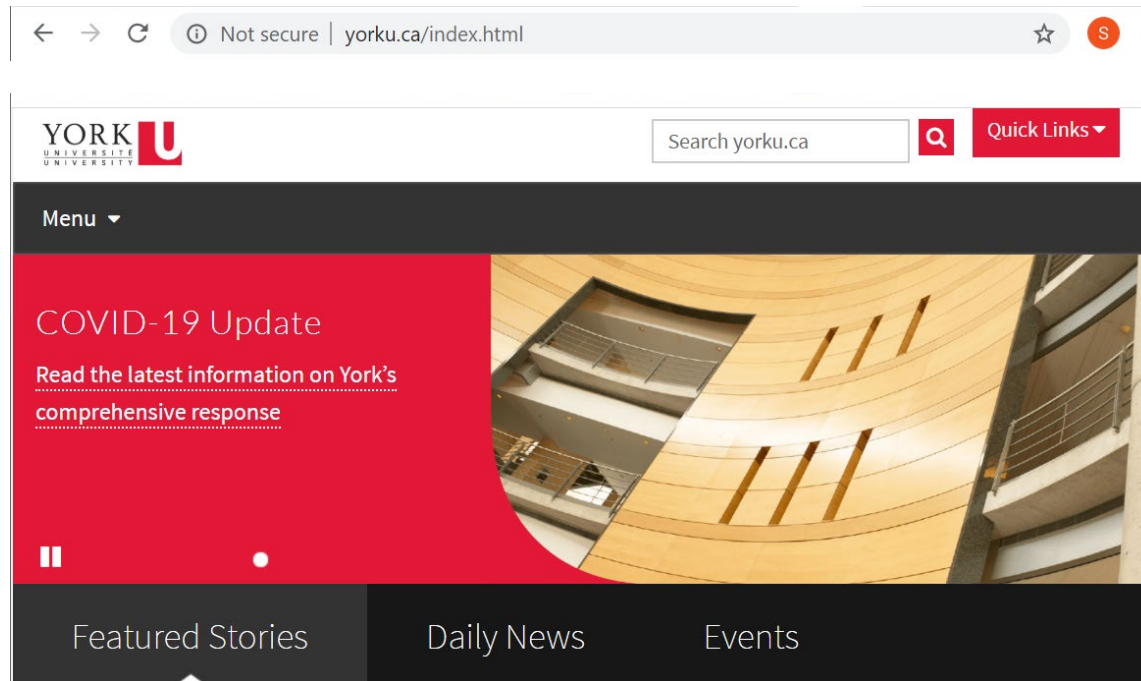 Not secure | yorku.ca/index.html
S
YORK U
UNIVERSITÉ
UNIVERSITY
Search yorku.ca
Quick Links
Menu
COVID-19 Update
Read the latest information on York's
comprehensive response
Featured Stories Daily News Events